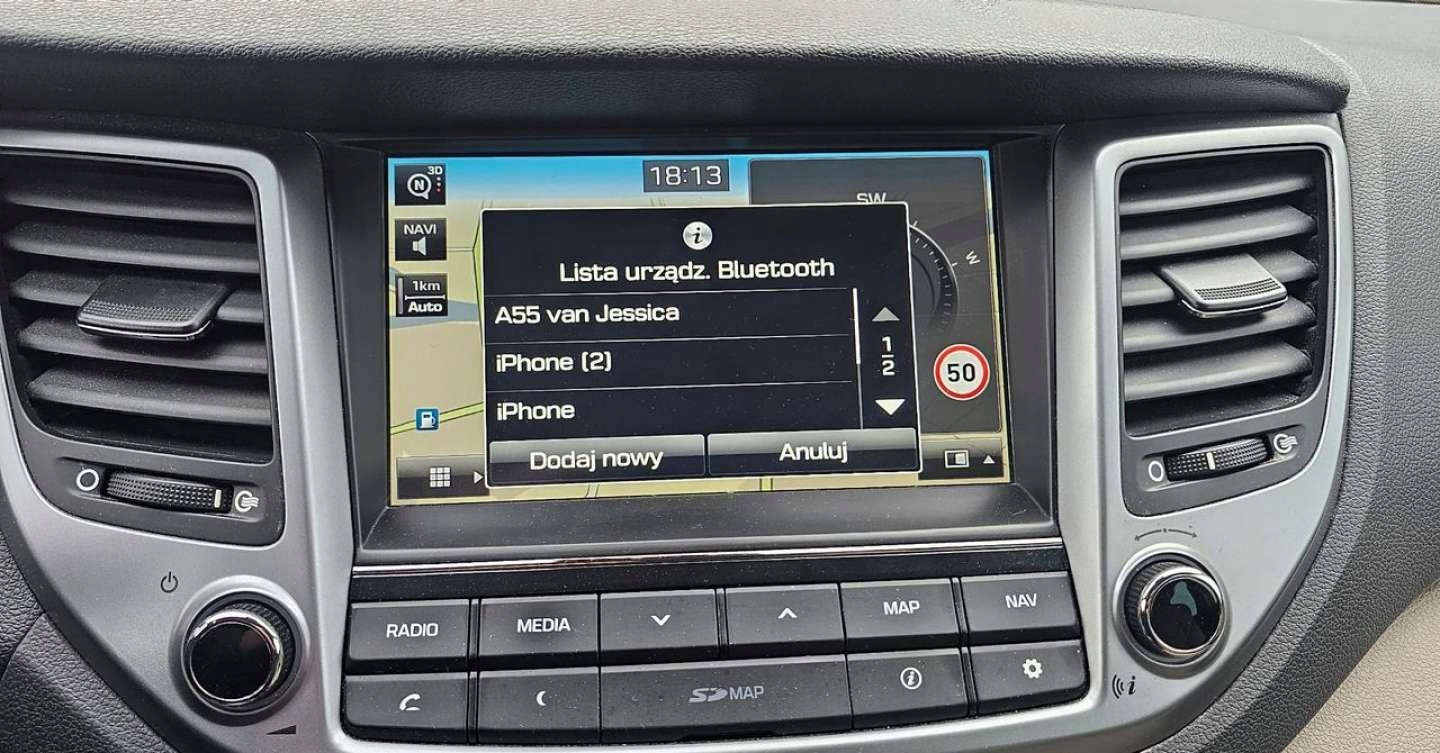 3D
N
18:13
SW
NAVI
W
1km
Auto
i
Lista urządz. Bluetooth
A55 van Jessica
iPhone (2)
iPhone
1
2
50
Dodaj nowy
Anuluj
RADIO
MEDIA
MAP
NAV
SD MAP
i
i